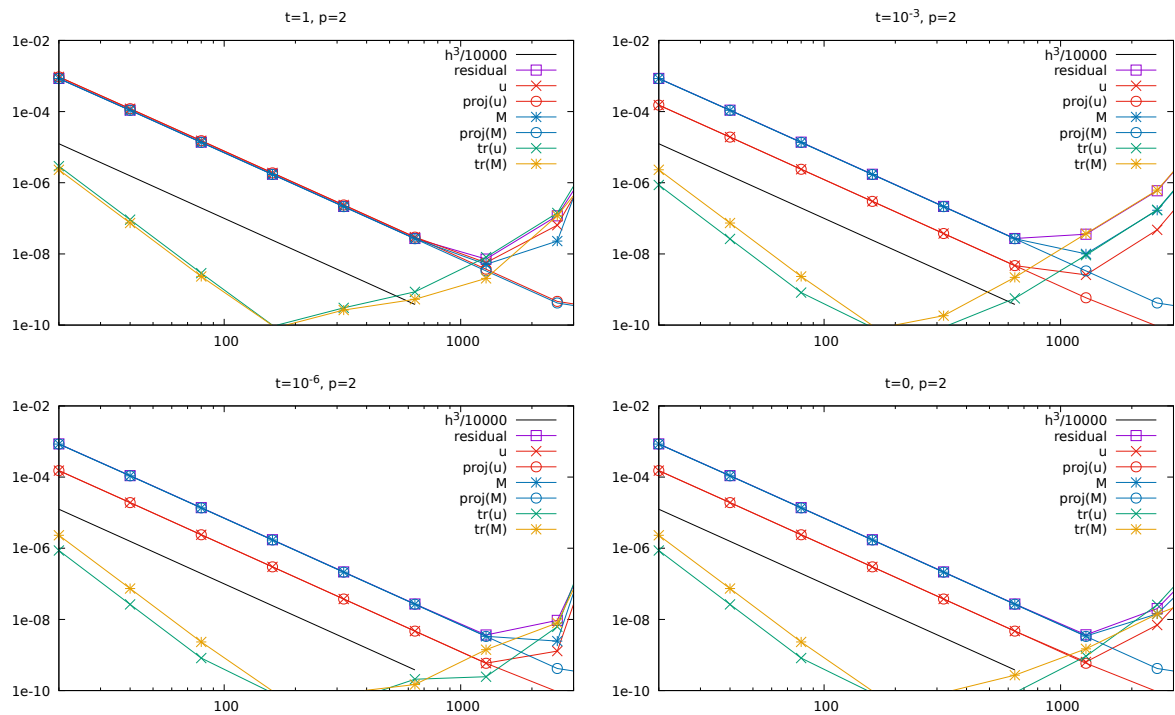 t=1, p=2
1e-02
1e-04
1e-06
1e-08
1e-10
100
1000
h³/10000
residual
u
proj(u)
M
proj(M)
tr(u)
tr(M)
t=10⁻³, p=2
1e-02
1e-04
1e-06
1e-08
1e-10
100
1000
h³/10000
residual
u
proj(u)
M
proj(M)
tr(u)
tr(M)
t=10⁻⁶, p=2
1e-02
1e-04
1e-06
1e-08
1e-10
100
1000
h³/10000
residual
u
proj(u)
M
proj(M)
tr(u)
tr(M)
t=0, p=2
1e-02
1e-04
1e-06
1e-08
1e-10
100
1000
h³/10000
residual
u
proj(u)
M
proj(M)
tr(u)
tr(M)